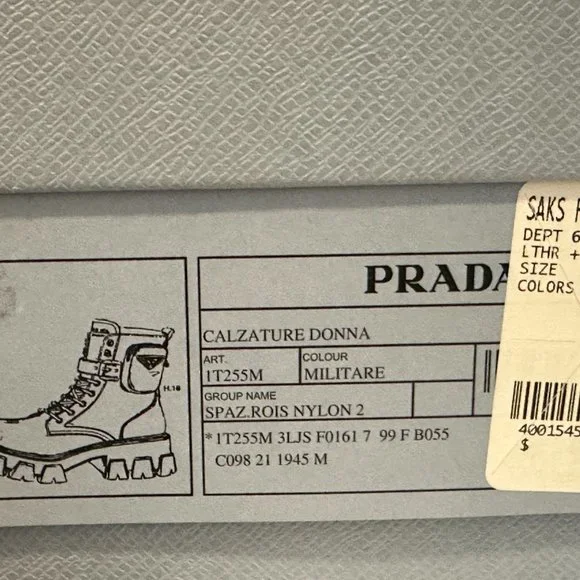 PRADA
CALZATURE DONNA
ART.
1T255M
COLOUR
MILITARE
GROUP NAME
SPAZ.ROIS NYLON 2
*1T255M 3LJS F0161 7 99 F B055
C098 21 1945 M
H.10
SAKS
DEPT 6
LTHR +
SIZE
COLORS
4001545
$